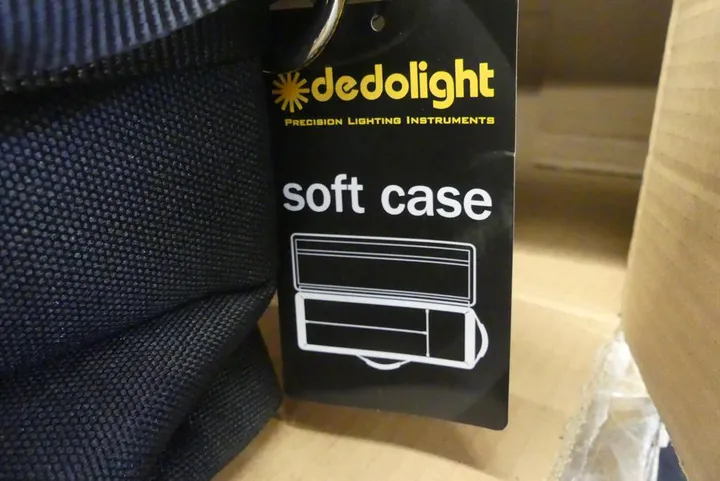 dedolight
PRECISION LIGHTING INSTRUMENTS
soft case